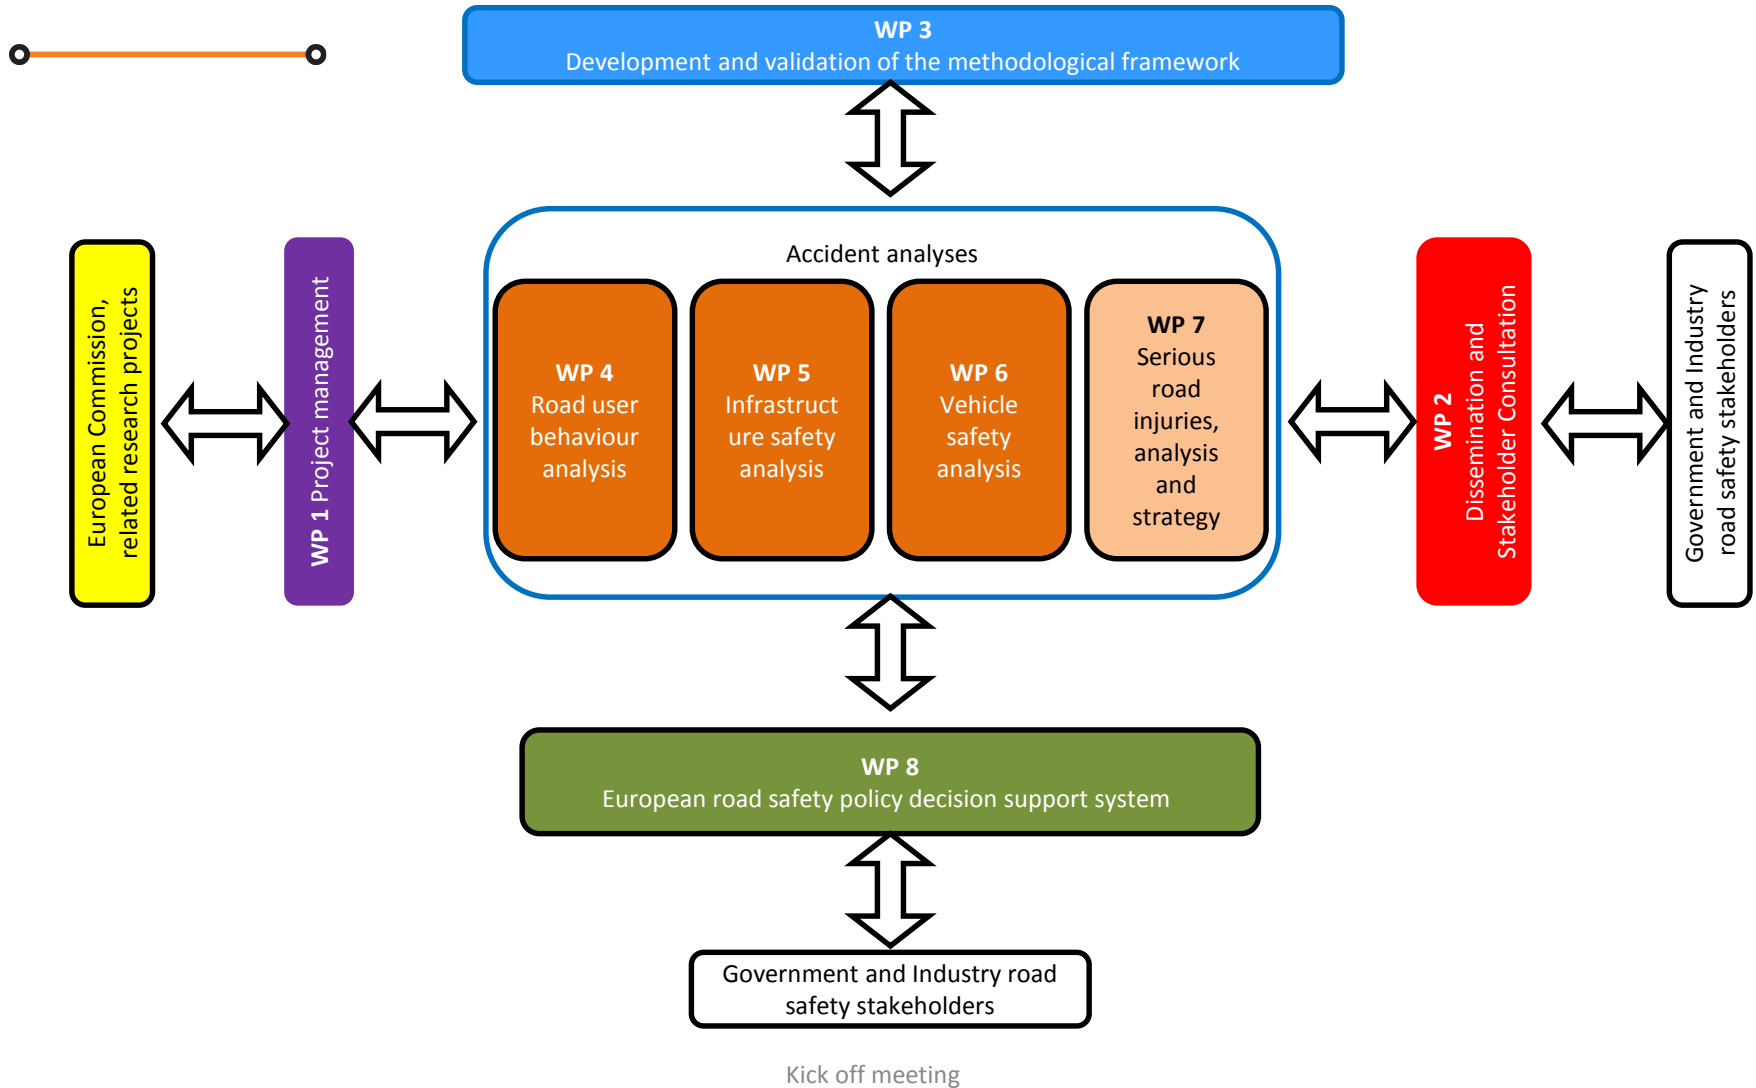 WP 3
Development and validation of the methodological framework
European Commission,
related research projects
WP 1 Project management
Accident analyses
WP 4
Road user
behaviour
analysis
WP 5
Infrastruct
ure safety
analysis
WP 6
Vehicle
safety
analysis
WP 7
Serious
road
injuries,
analysis
and
strategy
WP 2
Dissemination and
Stakeholder Consultation
Government and Industry
road safety stakeholders
WP 8
European road safety policy decision support system
Government and Industry road
safety stakeholders
Kick off meeting